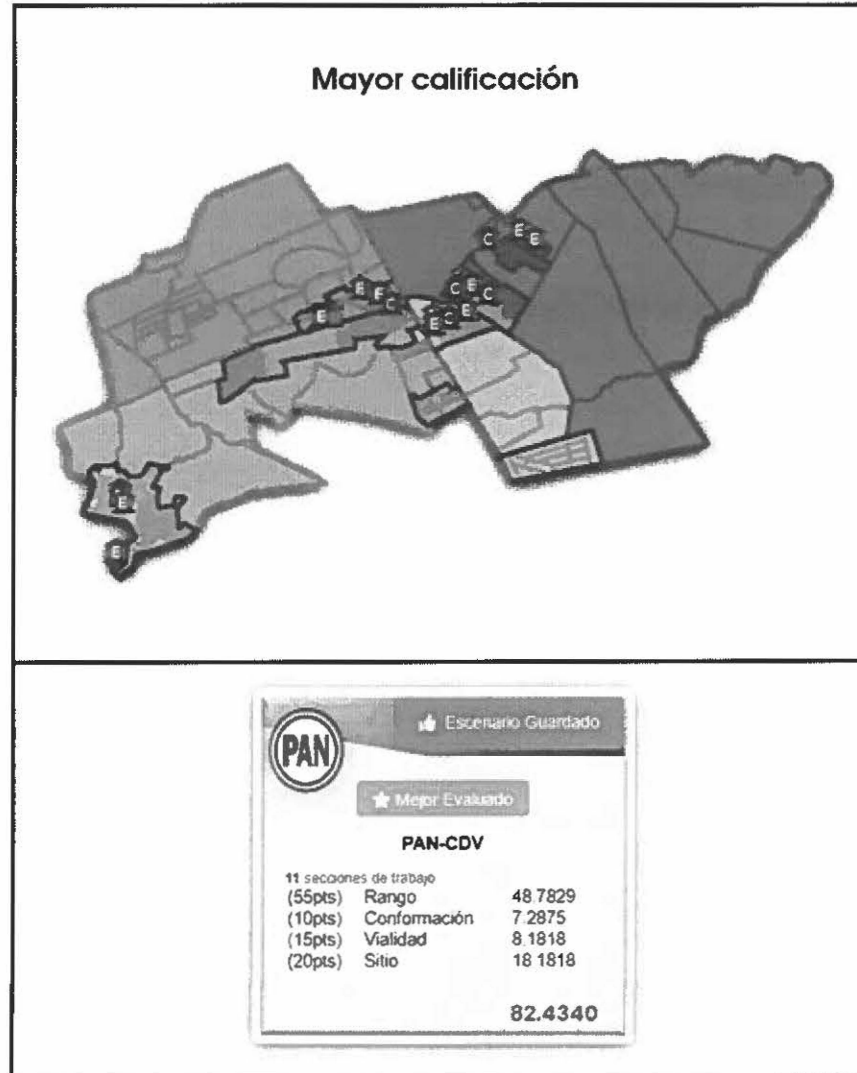 Mayor calificación
C
E
E
E
F
C
E
C
E
C
E
C
E
E
E
PAN
Escenario Guardado
Mejor Evaluado
PAN-CDV
11 secciones de trabajo
(55pts) Rango 48.7829
(10pts) Conformación 7.2875
(15pts) Vialidad 8.1818
(20pts) Sitio 18.1818
82.4340